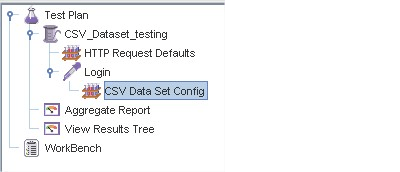 Test Plan
CSV_Dataset_testing
HTTP Request Defaults
Login
CSV Data Set Config
Aggregate Report
View Results Tree
WorkBench